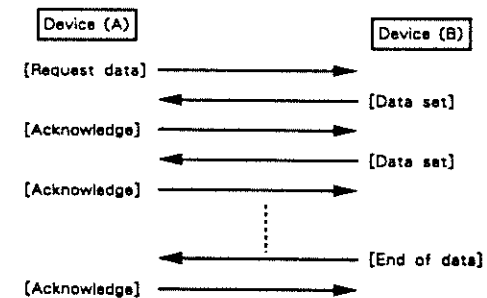 Device (A)
Device (B)
[Request data]
[Data set]
[Acknowledge]
[Data set]
[Acknowledge]
[End of data]
[Acknowledge]